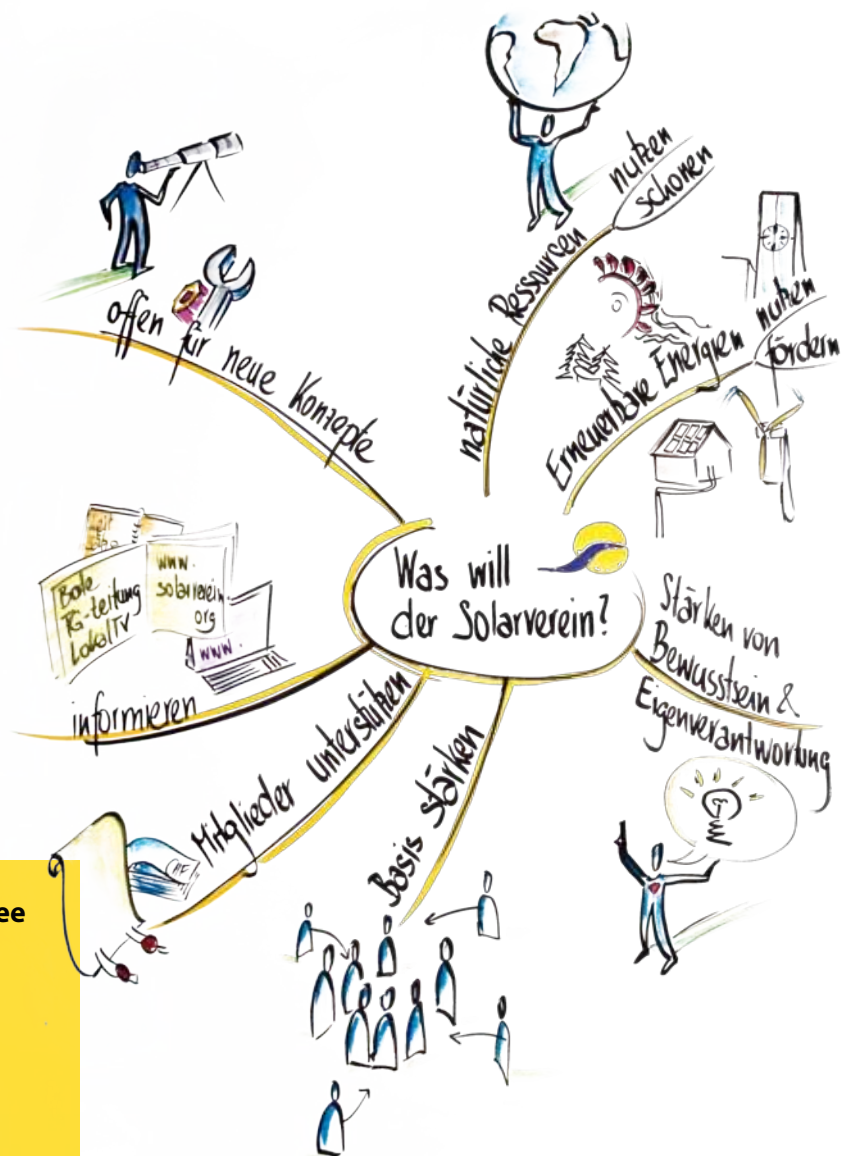 nutzen
schonen
natürliche Ressourcen
nutzen
fördern
Erneuerbare Energien
offen für neue Konzepte
Was will
der Solarverein?
Stärken von
Bewusstsein &
Eigenverantwortung
Bote
TG-Zeitung
LokalTV
www.
solarverein.
org
www.
informieren
Mitglieder unterstützen
Basis stärken
ee